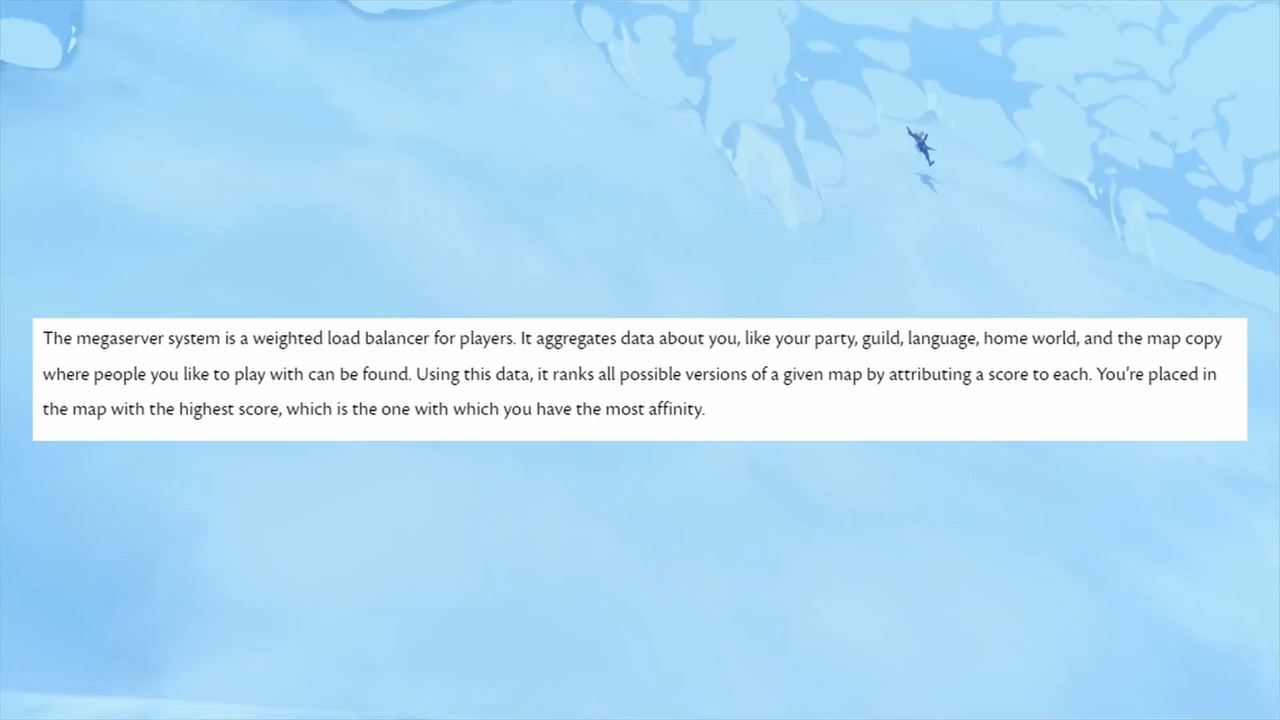 The megaserver system is a weighted load balancer for players. It aggregates data about you, like your party, guild, language, home world, and the map copy
where people you like to play with can be found. Using this data, it ranks all possible versions of a given map by attributing a score to each. You’re placed in
the map with the highest score, which is the one with which you have the most affinity.